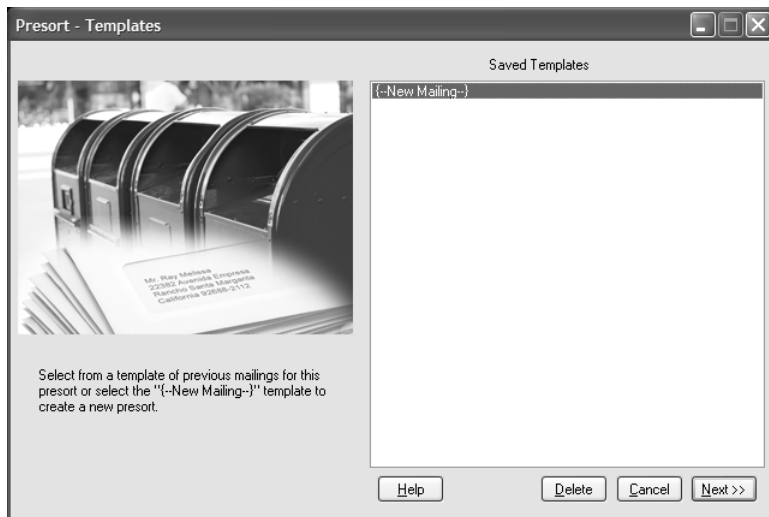 Presort - Templates
Saved Templates
{--New Mailing--}
Mr. Ray Melissa
22382 Avenida Empresa
Rancho Santa Margarita
California 92688-2112
Select from a template of previous mailings for this
presort or select the "{--New Mailing--}" template to
create a new presort.
Help
Delete
Cancel
Next >>